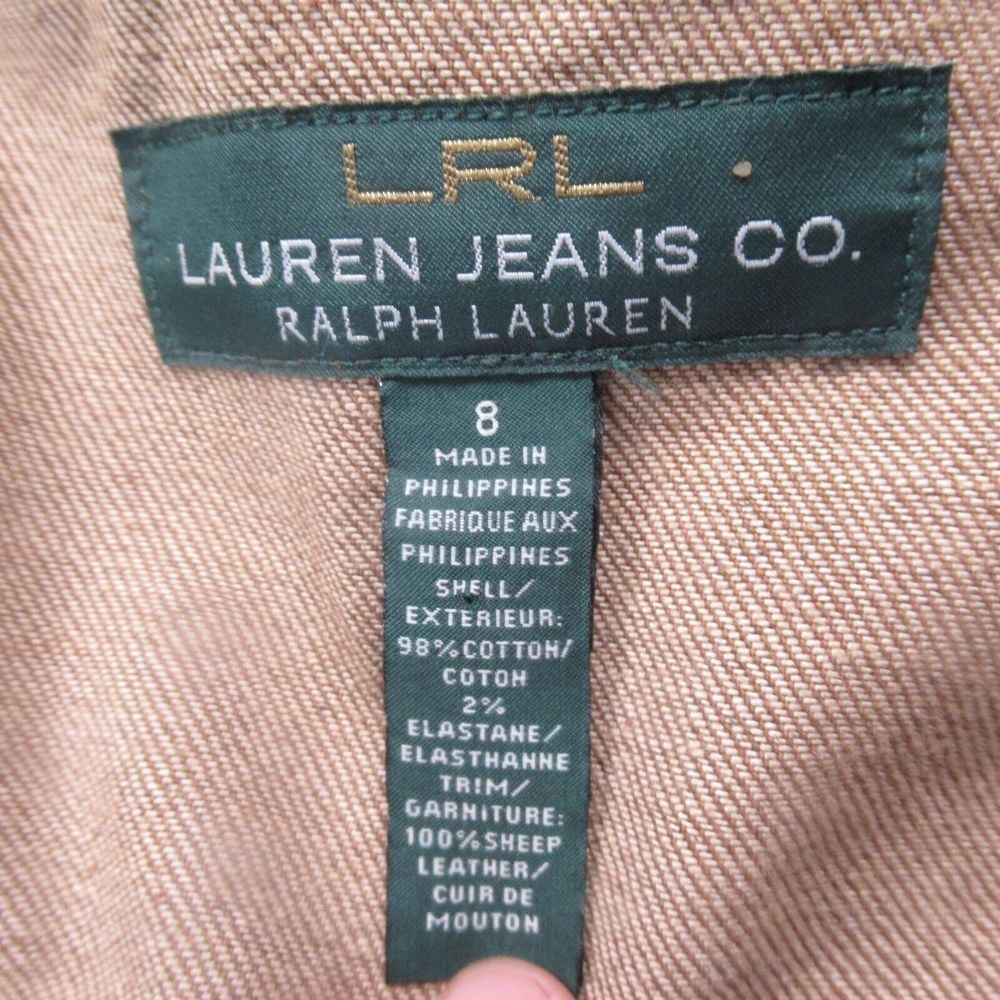 LRL
LAUREN JEANS CO.
RALPH LAUREN
8
MADE IN
PHILIPPINES
FABRIQUE AUX
PHILIPPINES
SHELL/
EXTERIEUR:
98%COTTON/
COTON
2%
ELASTANE/
ELASTHANNE
TRIM/
GARNITURE:
100%SHEEP
LEATHER/
CUIR DE
MOUTON